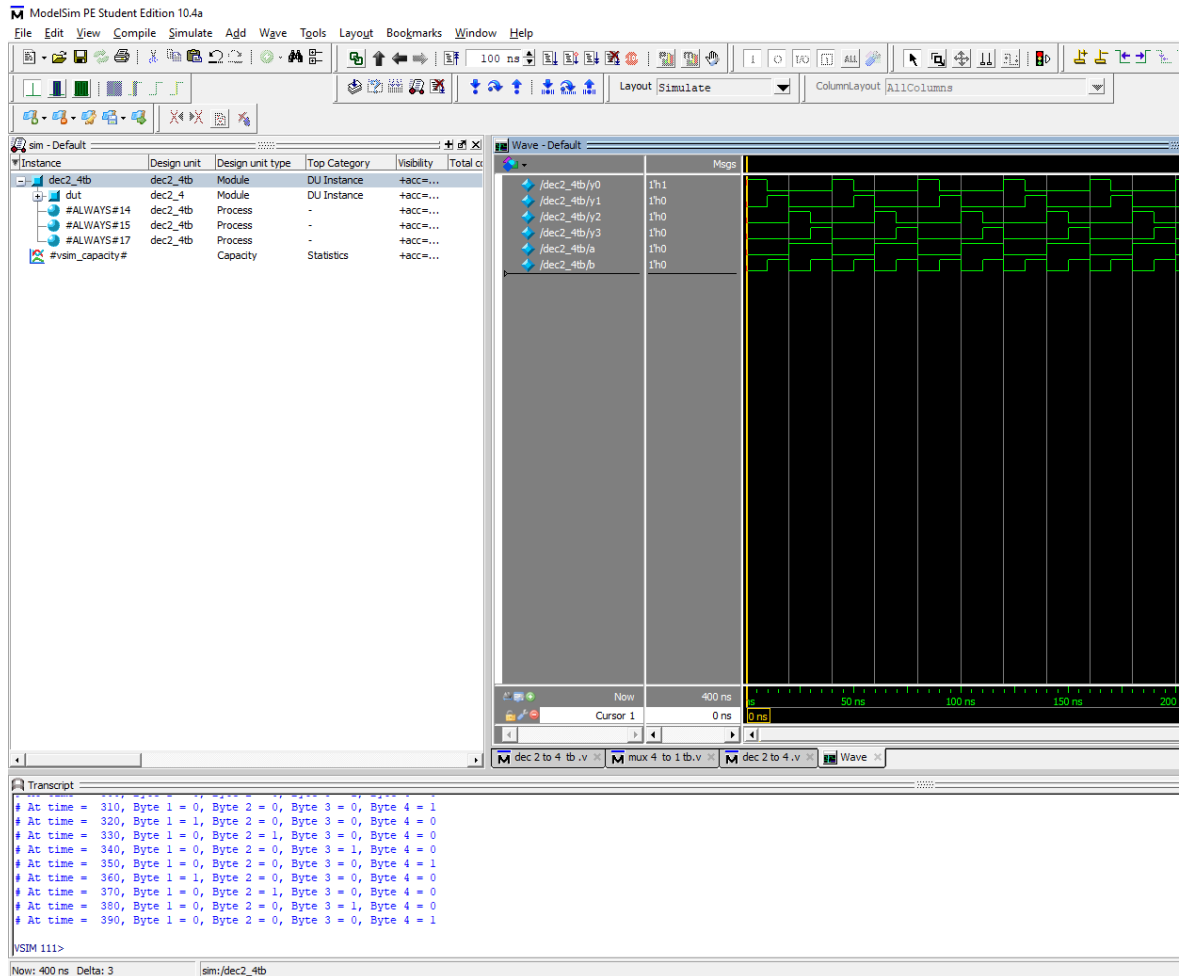 ModelSim PE Student Edition 10.4a
File Edit View Compile Simulate Add Wave Tools Layout Bookmarks Window Help
100 ns
Layout Simulate
ColumnLayout AllColumns
sim - Default
Instance Design unit Design unit type Top Category Visibility Total co
dec2_4tb dec2_4tb Module DU Instance +acc=...
dut dec2_4 Module DU Instance +acc=...
#ALWAYS#14 dec2_4tb Process - +acc=...
#ALWAYS#15 dec2_4tb Process - +acc=...
#ALWAYS#17 dec2_4tb Process - +acc=...
#vsim_capacity# Capacity Statistics +acc=...
Wave - Default
Msgs
/dec2_4tb/y0 1'h1
/dec2_4tb/y1 1'h0
/dec2_4tb/y2 1'h0
/dec2_4tb/y3 1'h0
/dec2_4tb/a 1'h0
/dec2_4tb/b 1'h0
Now 400 ns
ns 50 ns 100 ns 150 ns 200
Cursor 1 0 ns 0 ns
dec 2 to 4 tb .v mux 4 to 1 tb.v dec 2 to 4 .v Wave
Transcript
# At time = 310, Byte 1 = 0, Byte 2 = 0, Byte 3 = 0, Byte 4 = 1
# At time = 320, Byte 1 = 1, Byte 2 = 0, Byte 3 = 0, Byte 4 = 0
# At time = 330, Byte 1 = 0, Byte 2 = 1, Byte 3 = 0, Byte 4 = 0
# At time = 340, Byte 1 = 0, Byte 2 = 0, Byte 3 = 1, Byte 4 = 0
# At time = 350, Byte 1 = 0, Byte 2 = 0, Byte 3 = 0, Byte 4 = 1
# At time = 360, Byte 1 = 1, Byte 2 = 0, Byte 3 = 0, Byte 4 = 0
# At time = 370, Byte 1 = 0, Byte 2 = 1, Byte 3 = 0, Byte 4 = 0
# At time = 380, Byte 1 = 0, Byte 2 = 0, Byte 3 = 1, Byte 4 = 0
# At time = 390, Byte 1 = 0, Byte 2 = 0, Byte 3 = 0, Byte 4 = 1
VSIM 111>
Now: 400 ns Delta: 3 sim:/dec2_4tb